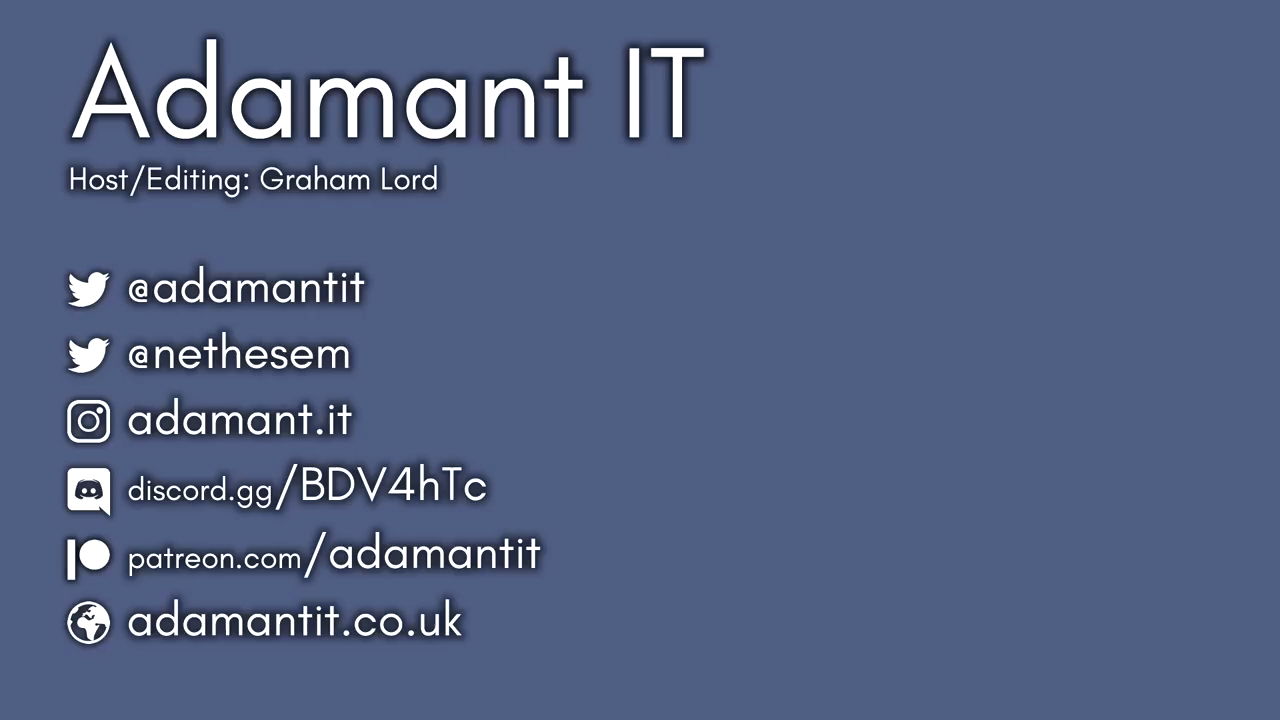 Adamant IT
Host/Editing: Graham Lord
@adamantit
@nethesem
adamant.it
discord.gg/BDV4hTc
patreon.com/adamantit
adamantit.co.uk